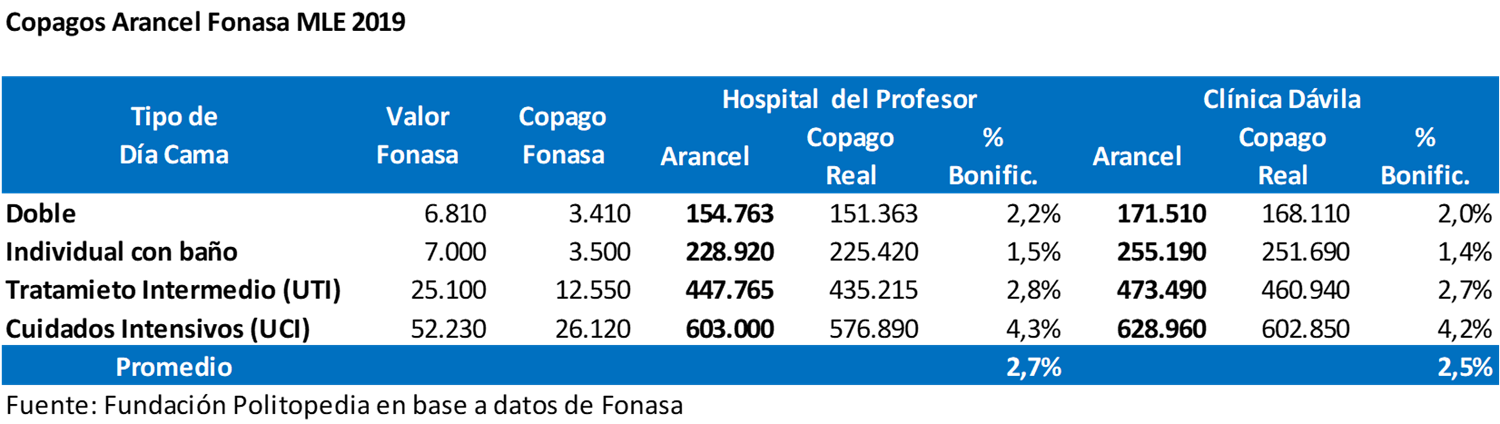 Copagos Arancel Fonasa MLE 2019
Tipo de Día Cama Valor Fonasa Copago Fonasa Hospital del Profesor Clínica Dávila
Arancel Copago Real % Bonific. Arancel Copago Real % Bonific.
Doble 6.810 3.410 154.763 151.363 2,2% 171.510 168.110 2,0%
Individual con baño 7.000 3.500 228.920 225.420 1,5% 255.190 251.690 1,4%
Tratamieto Intermedio (UTI) 25.100 12.550 447.765 435.215 2,8% 473.490 460.940 2,7%
Cuidados Intensivos (UCI) 52.230 26.120 603.000 576.890 4,3% 628.960 602.850 4,2%
Promedio 2,7% 2,5%
Fuente: Fundación Politopedia en base a datos de Fonasa